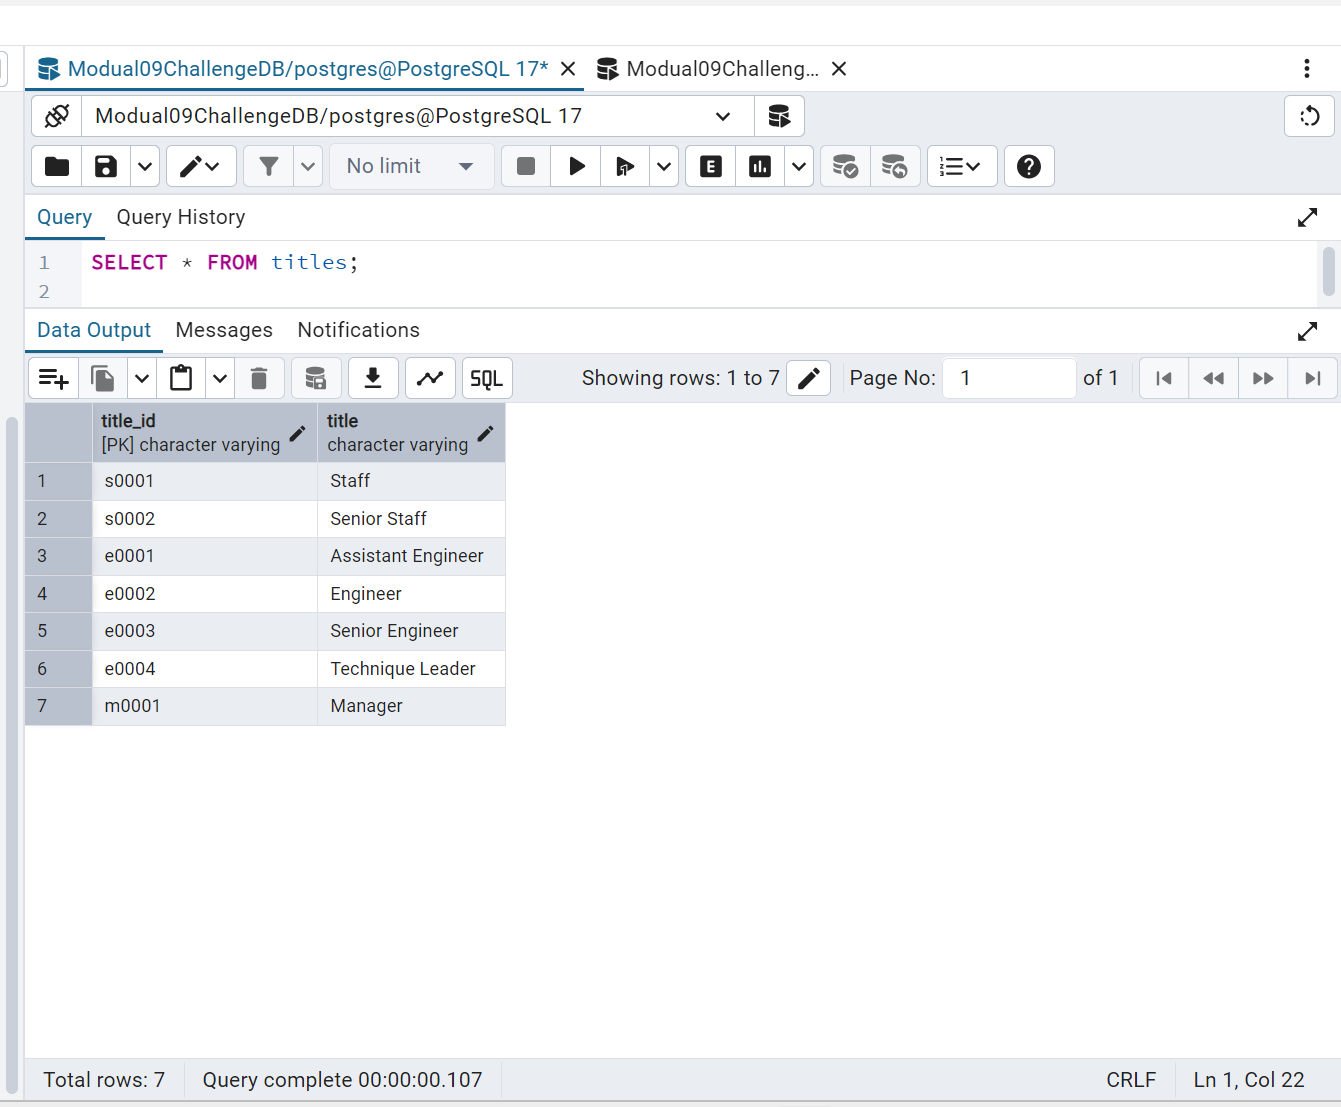 Modual09ChallengeDB/postgres@PostgreSQL 17* Modual09Challeng...
Modual09ChallengeDB/postgres@PostgreSQL 17
No limit E
Query Query History
1 SELECT * FROM titles;
2
Data Output Messages Notifications
SQL Showing rows: 1 to 7 Page No: 1 of 1
title_id title
[PK] character varying character varying
1 s0001 Staff
2 s0002 Senior Staff
3 e0001 Assistant Engineer
4 e0002 Engineer
5 e0003 Senior Engineer
6 e0004 Technique Leader
7 m0001 Manager
Total rows: 7 Query complete 00:00:00.107 CRLF Ln 1, Col 22